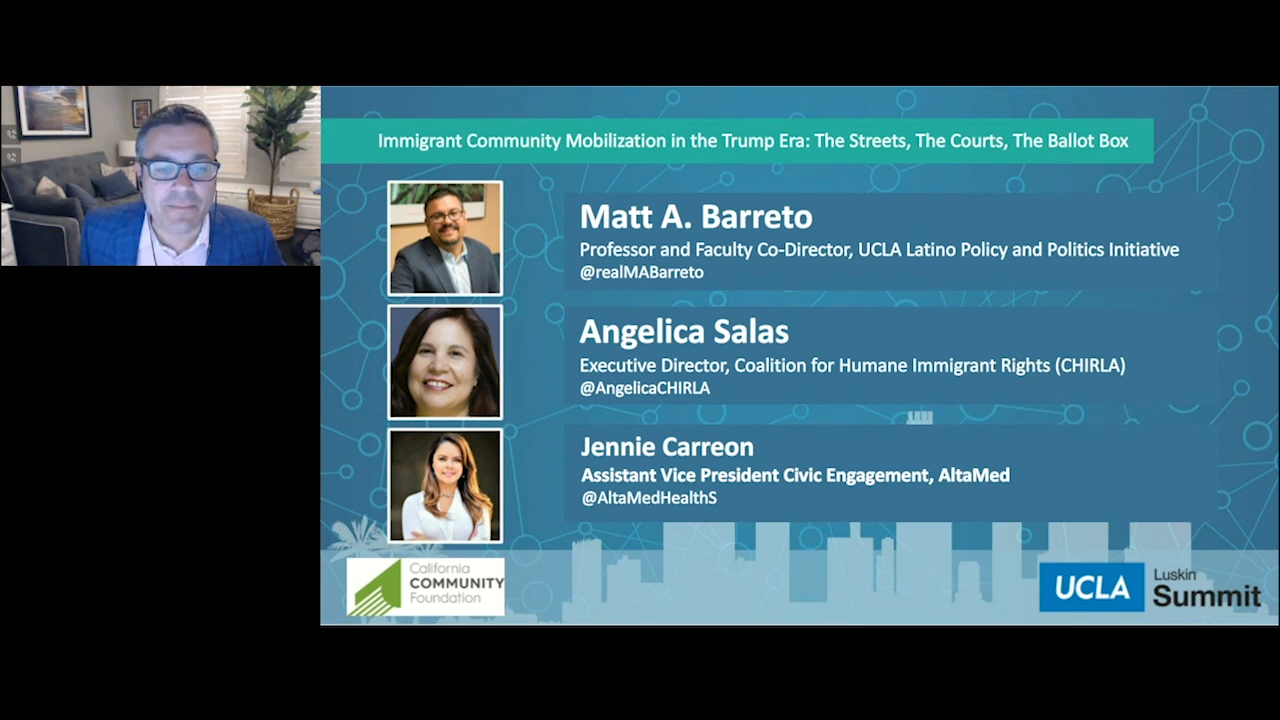 Immigrant Community Mobilization in the Trump Era: The Streets, The Courts, The Ballot Box
Matt A. Barreto
Professor and Faculty Co-Director, UCLA Latino Policy and Politics Initiative
@realMABarreto
Angelica Salas
Executive Director, Coalition for Humane Immigrant Rights (CHIRLA)
@AngelicaCHIRLA
Jennie Carreon
Assistant Vice President Civic Engagement, AltaMed
@AltaMedHealthS
California
COMMUNITY
Foundation
UCLA
Luskin
Summit